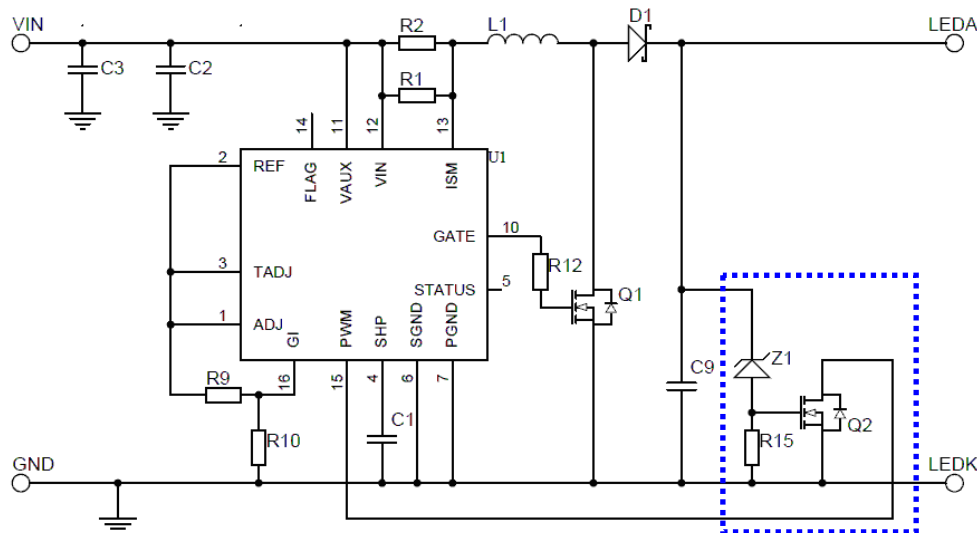 VIN R2 L1 D1 LEDA
C3 C2 R1
14 11 12 13
U1
2 REF FLAG VAUX VIN ISM
GATE 10
R12
3 TADJ
STATUS 5
Q1
1 ADJ GI PWM SHP SGND PGND
C9 Z1
R9 16 15 4 6 7
C1
R10 R15 Q2
GND LEDK